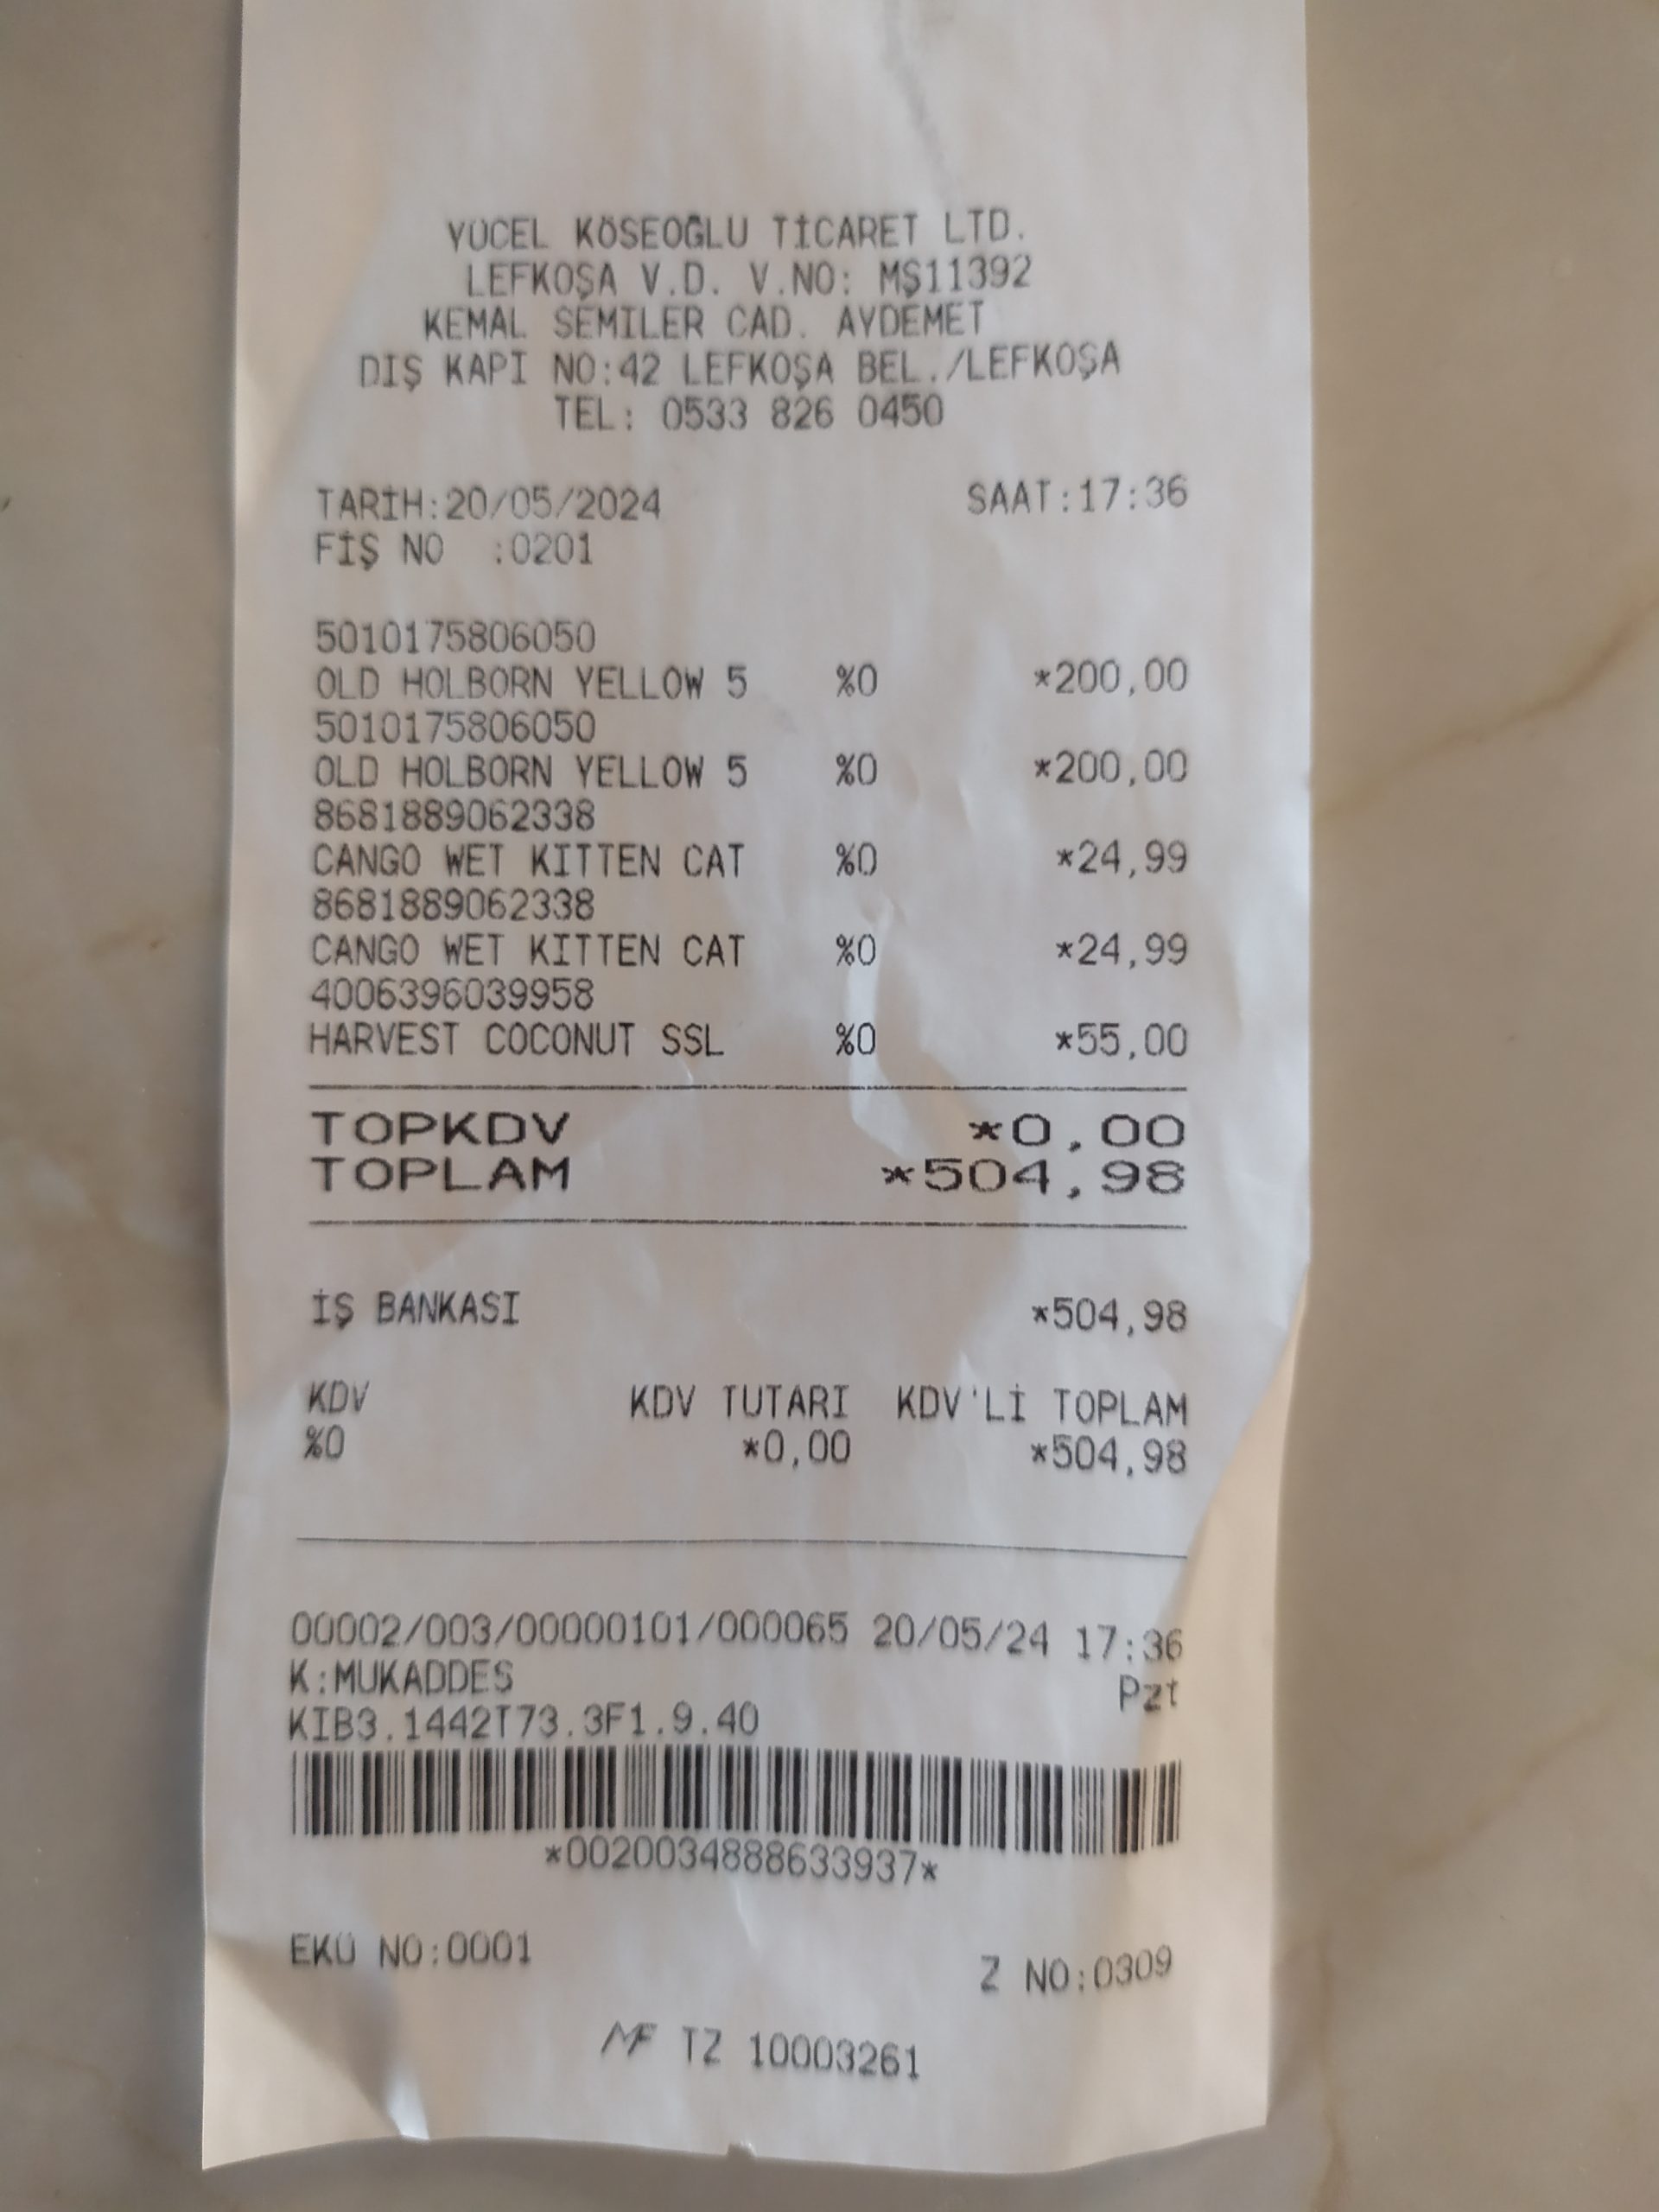 YÜCEL KÖSEOĞLU TİCARET LTD.
LEFKOŞA V.D. V.NO: MŞ11392
KEMAL SEMİLER CAD. AYDEMET
DIŞ KAPI NO:42 LEFKOŞA BEL./LEFKOŞA
TEL: 0533 826 0450
TARİH:20/05/2024 SAAT:17:36
FİŞ NO :0201
5010175806050
OLD HOLBORN YELLOW 5 %0 *200,00
5010175806050
OLD HOLBORN YELLOW 5 %0 *200,00
8681889062338
CANGO WET KITTEN CAT %0 *24,99
8681889062338
CANGO WET KITTEN CAT %0 *24,99
4006396039958
HARVEST COCONUT SSL %0 *55,00
TOPKDV *0,00
TOPLAM *504,98
İŞ BANKASI *504,98
KDV KDV TUTARI KDV'Lİ TOPLAM
%0 *0,00 *504,98
00002/003/00000101/000065 20/05/24 17:36
K:MUKADDES Pzt
KIB3.1442T73.3F1.9.40
*0020034888633937*
EKÜ NO:0001 Z NO:0309
MF TZ 10003261